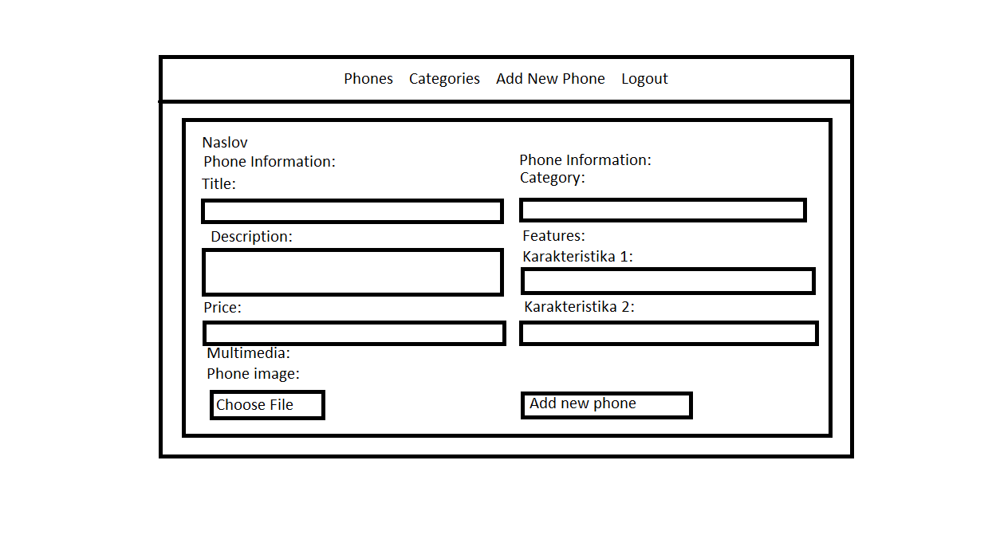 Phones Categories Add New Phone Logout
Naslov
Phone Information:
Title:
Description:
Price:
Multimedia:
Phone image:
Choose File
Phone Information:
Category:
Features:
Karakteristika 1:
Karakteristika 2:
Add new phone